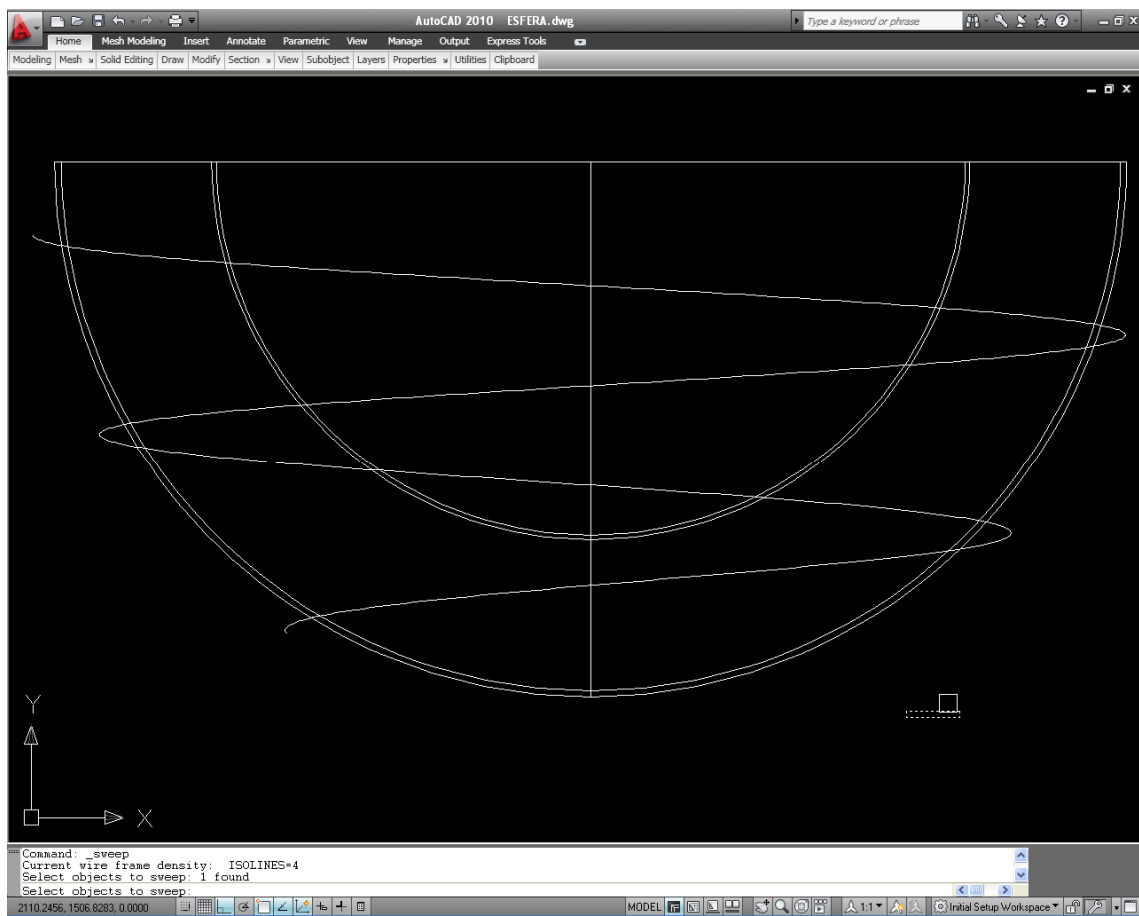 AutoCAD 2010 ESFERA.dwg
Type a keyword or phrase
Home Mesh Modeling Insert Annotate Parametric View Manage Output Express Tools
Modeling Mesh Solid Editing Draw Modify Section View Subobject Layers Properties Utilities Clipboard
Y
X
Command: _sweep
Current wire frame density: ISOLINES=4
Select objects to sweep: 1 found
Select objects to sweep:
2110.2456, 1506.8283, 0.0000 MODEL 1:1 Initial Setup Workspace